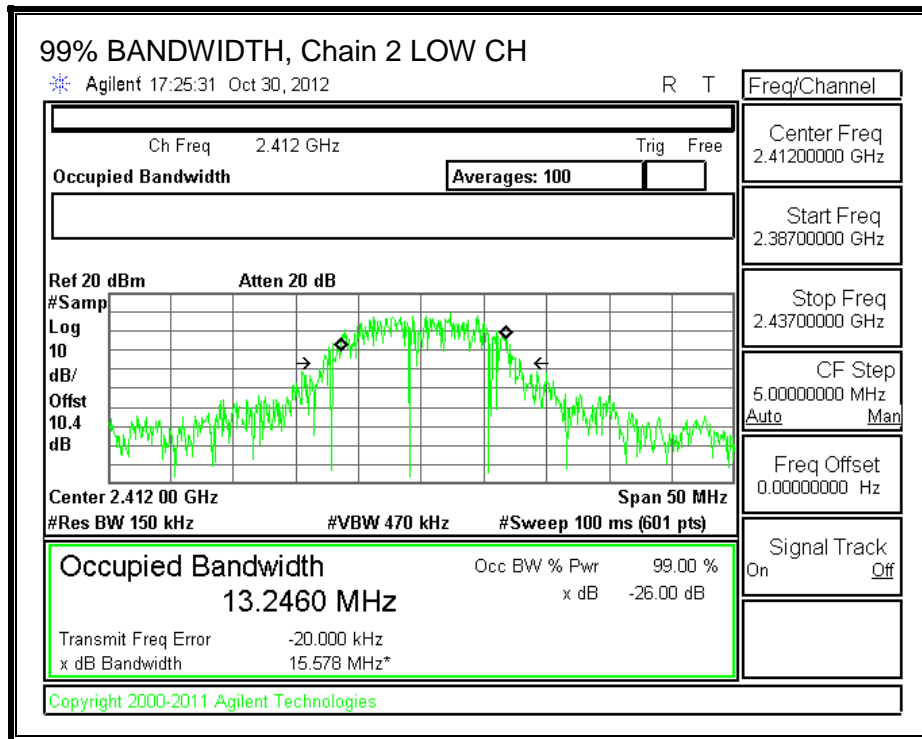 99% BANDWIDTH, Chain 2 LOW CH
Agilent 17:25:31 Oct 30, 2012 R T
Ch Freq 2.412 GHz Trig Free
Occupied Bandwidth Averages: 100
Ref 20 dBm Atten 20 dB
#Samp
Log
10
dB/
Offst
10.4
dB
Center 2.412 00 GHz Span 50 MHz
#Res BW 150 kHz #VBW 470 kHz #Sweep 100 ms (601 pts)
Occupied Bandwidth Occ BW % Pwr 99.00 %
13.2460 MHz x dB -26.00 dB
Transmit Freq Error -20.000 kHz
x dB Bandwidth 15.578 MHz*
Copyright 2000-2011 Agilent Technologies
Freq/Channel
Center Freq
2.41200000 GHz
Start Freq
2.38700000 GHz
Stop Freq
2.43700000 GHz
CF Step
5.00000000 MHz
Auto Man
Freq Offset
0.00000000 Hz
Signal Track
On Off